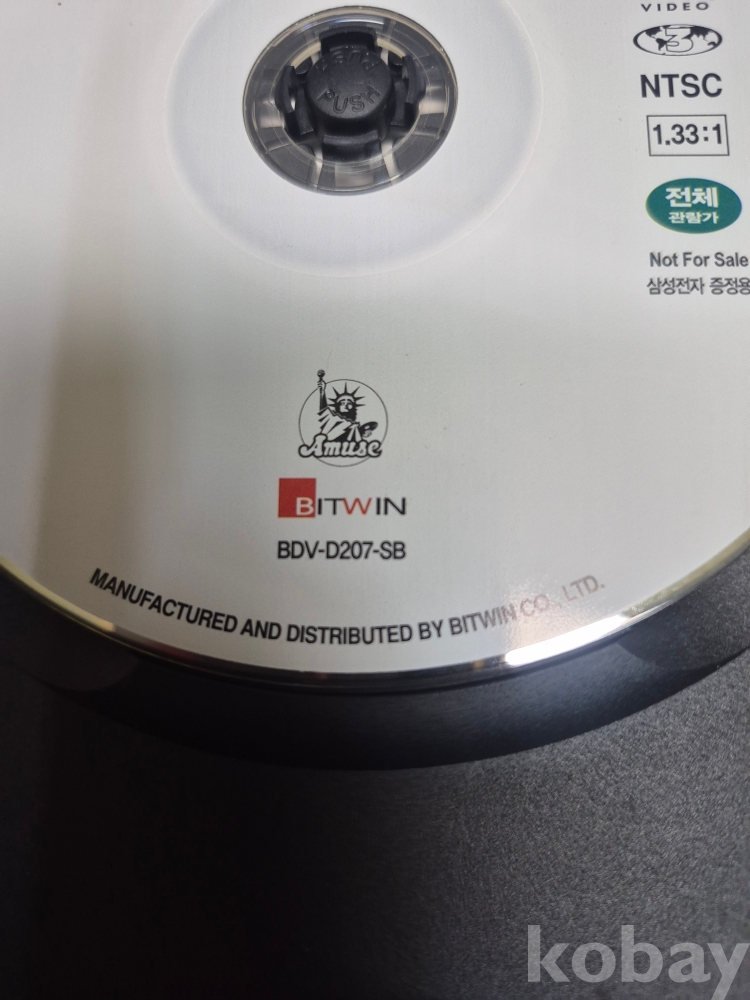 VIDEO
3
NTSC
1.33:1
전체
관람가
Not For Sale
삼성전자 증정용
PUSH
PUSH
Amuse
BITWIN
BDV-D207-SB
MANUFACTURED AND DISTRIBUTED BY BITWIN CO., LTD.
kobay